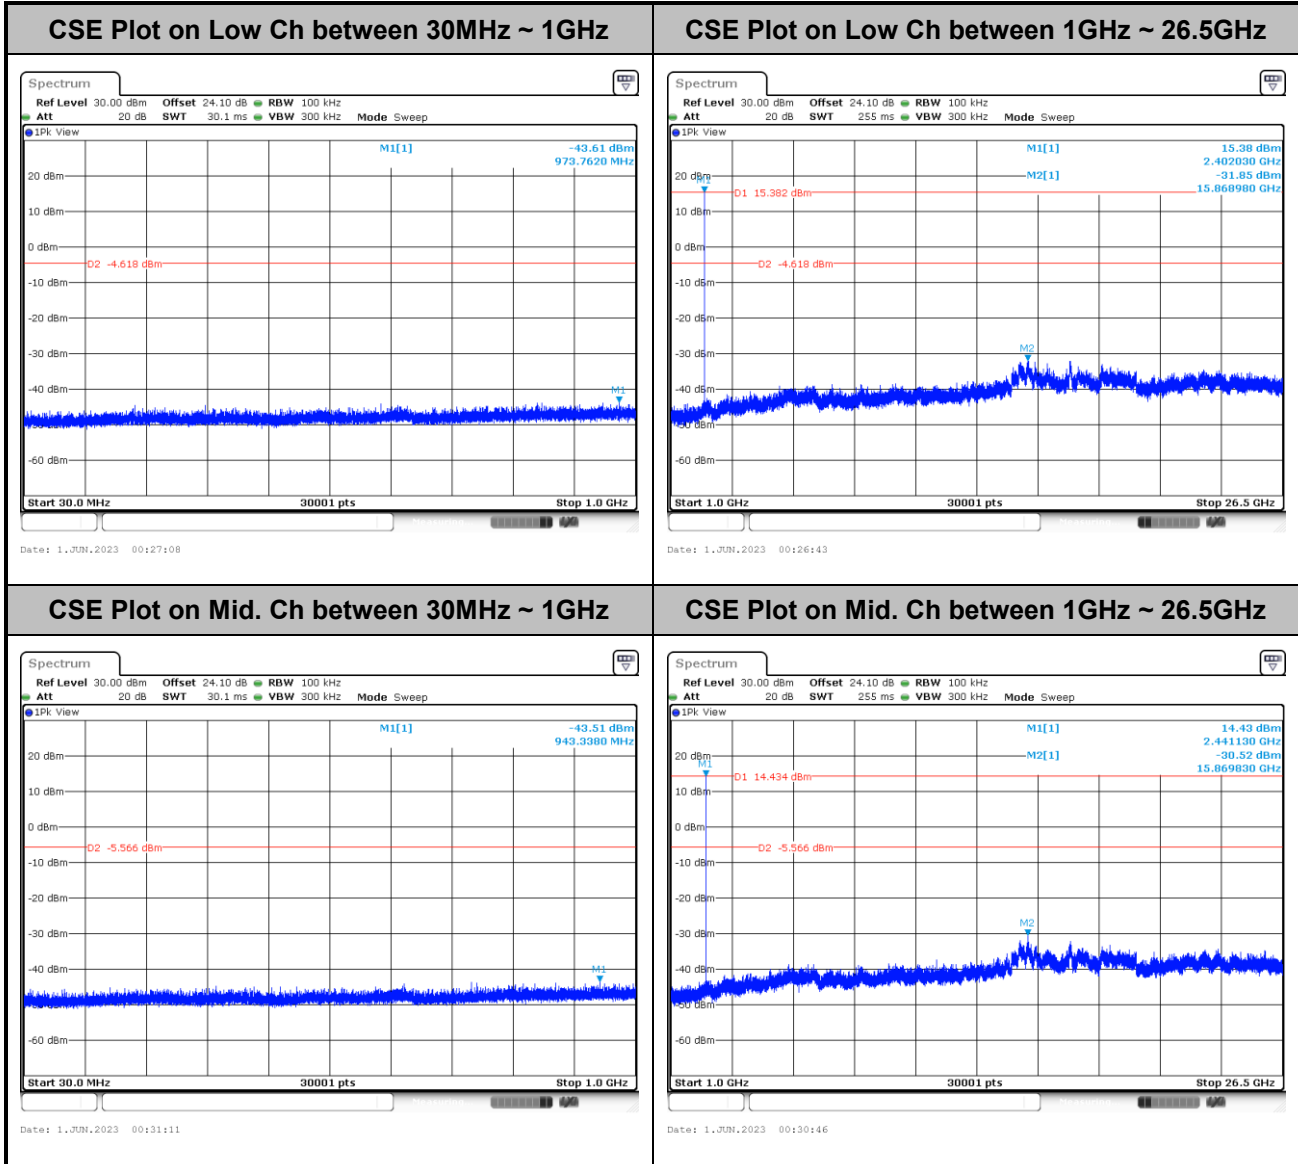 CSE Plot on Low Ch between 30MHz ~ 1GHz
CSE Plot on Low Ch between 1GHz ~ 26.5GHz
Spectrum
Ref Level 30.00 dBm Offset 24.10 dB RBW 100 kHz
Att 20 dB SWT 30.1 ms VBW 300 kHz Mode Sweep
1Pk View
M1[1] -43.61 dBm
973.7620 MHz
20 dBm
10 dBm
0 dBm
D2 -4.618 dBm
-10 dBm
-20 dBm
-30 dBm
-40 dBm
M1
-60 dBm
Start 30.0 MHz 30001 pts Stop 1.0 GHz
Date: 1.JUN.2023 00:27:08
Spectrum
Ref Level 30.00 dBm Offset 24.10 dB RBW 100 kHz
Att 20 dB SWT 255 ms VBW 300 kHz Mode Sweep
1Pk View
M1[1] 15.38 dBm
2.402030 GHz
M2[1] -31.85 dBm
15.868980 GHz
20 dBm
M1
D1 15.382 dBm
10 dBm
0 dBm
D2 -4.618 dBm
-10 dBm
-20 dBm
-30 dBm
M2
-40 dBm
-50 dBm
-60 dBm
Start 1.0 GHz 30001 pts Stop 26.5 GHz
Date: 1.JUN.2023 00:26:43
CSE Plot on Mid. Ch between 30MHz ~ 1GHz
CSE Plot on Mid. Ch between 1GHz ~ 26.5GHz
Spectrum
Ref Level 30.00 dBm Offset 24.10 dB RBW 100 kHz
Att 20 dB SWT 30.1 ms VBW 300 kHz Mode Sweep
1Pk View
M1[1] -43.51 dBm
943.3380 MHz
20 dBm
10 dBm
0 dBm
D2 -5.566 dBm
-10 dBm
-20 dBm
-30 dBm
-40 dBm
M1
-60 dBm
Start 30.0 MHz 30001 pts Stop 1.0 GHz
Date: 1.JUN.2023 00:31:11
Spectrum
Ref Level 30.00 dBm Offset 24.10 dB RBW 100 kHz
Att 20 dB SWT 255 ms VBW 300 kHz Mode Sweep
1Pk View
M1[1] 14.43 dBm
2.441130 GHz
M2[1] -30.52 dBm
15.869830 GHz
20 dBm
M1
D1 14.434 dBm
10 dBm
0 dBm
D2 -5.566 dBm
-10 dBm
-20 dBm
M2
-30 dBm
-40 dBm
-50 dBm
-60 dBm
Start 1.0 GHz 30001 pts Stop 26.5 GHz
Date: 1.JUN.2023 00:30:46